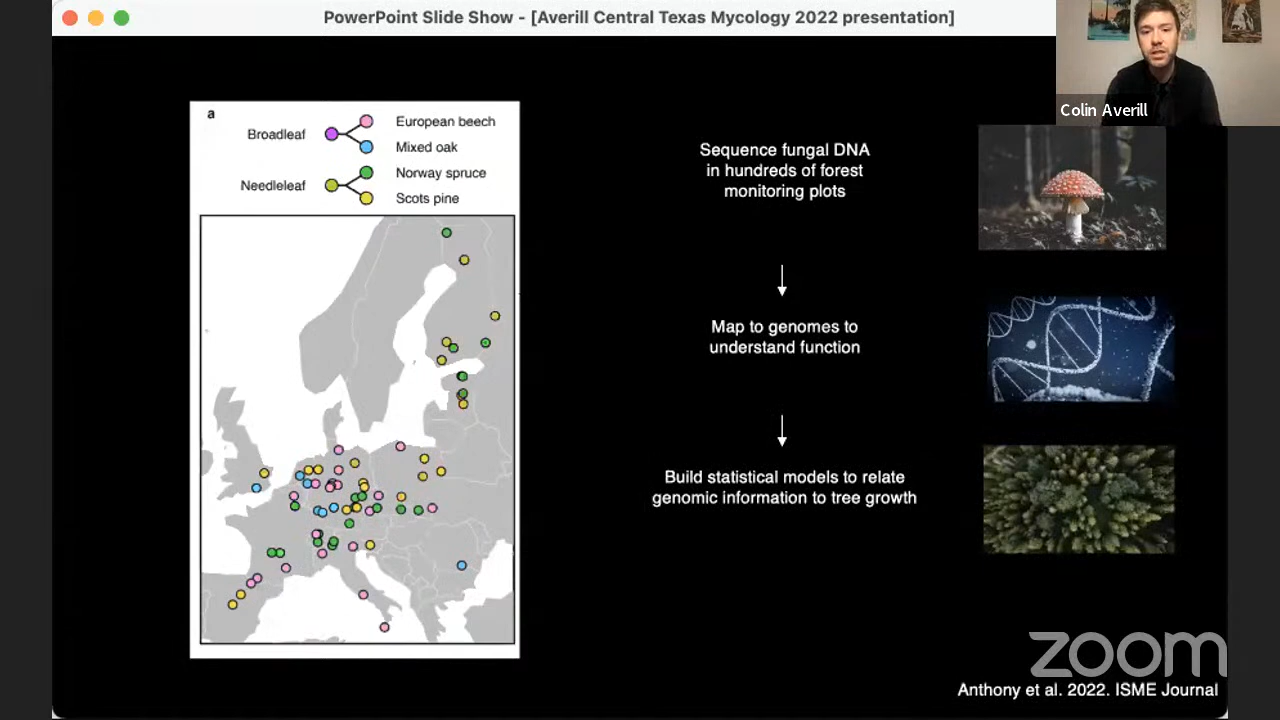 PowerPoint Slide Show - [Averill Central Texas Mycology 2022 presentation]
Colin Averill
a
Broadleaf
European beech
Mixed oak
Needleleaf
Norway spruce
Scots pine
Sequence fungal DNA
in hundreds of forest
monitoring plots
Map to genomes to
understand function
Build statistical models to relate
genomic information to tree growth
zoom
Anthony et al. 2022. ISME Journal